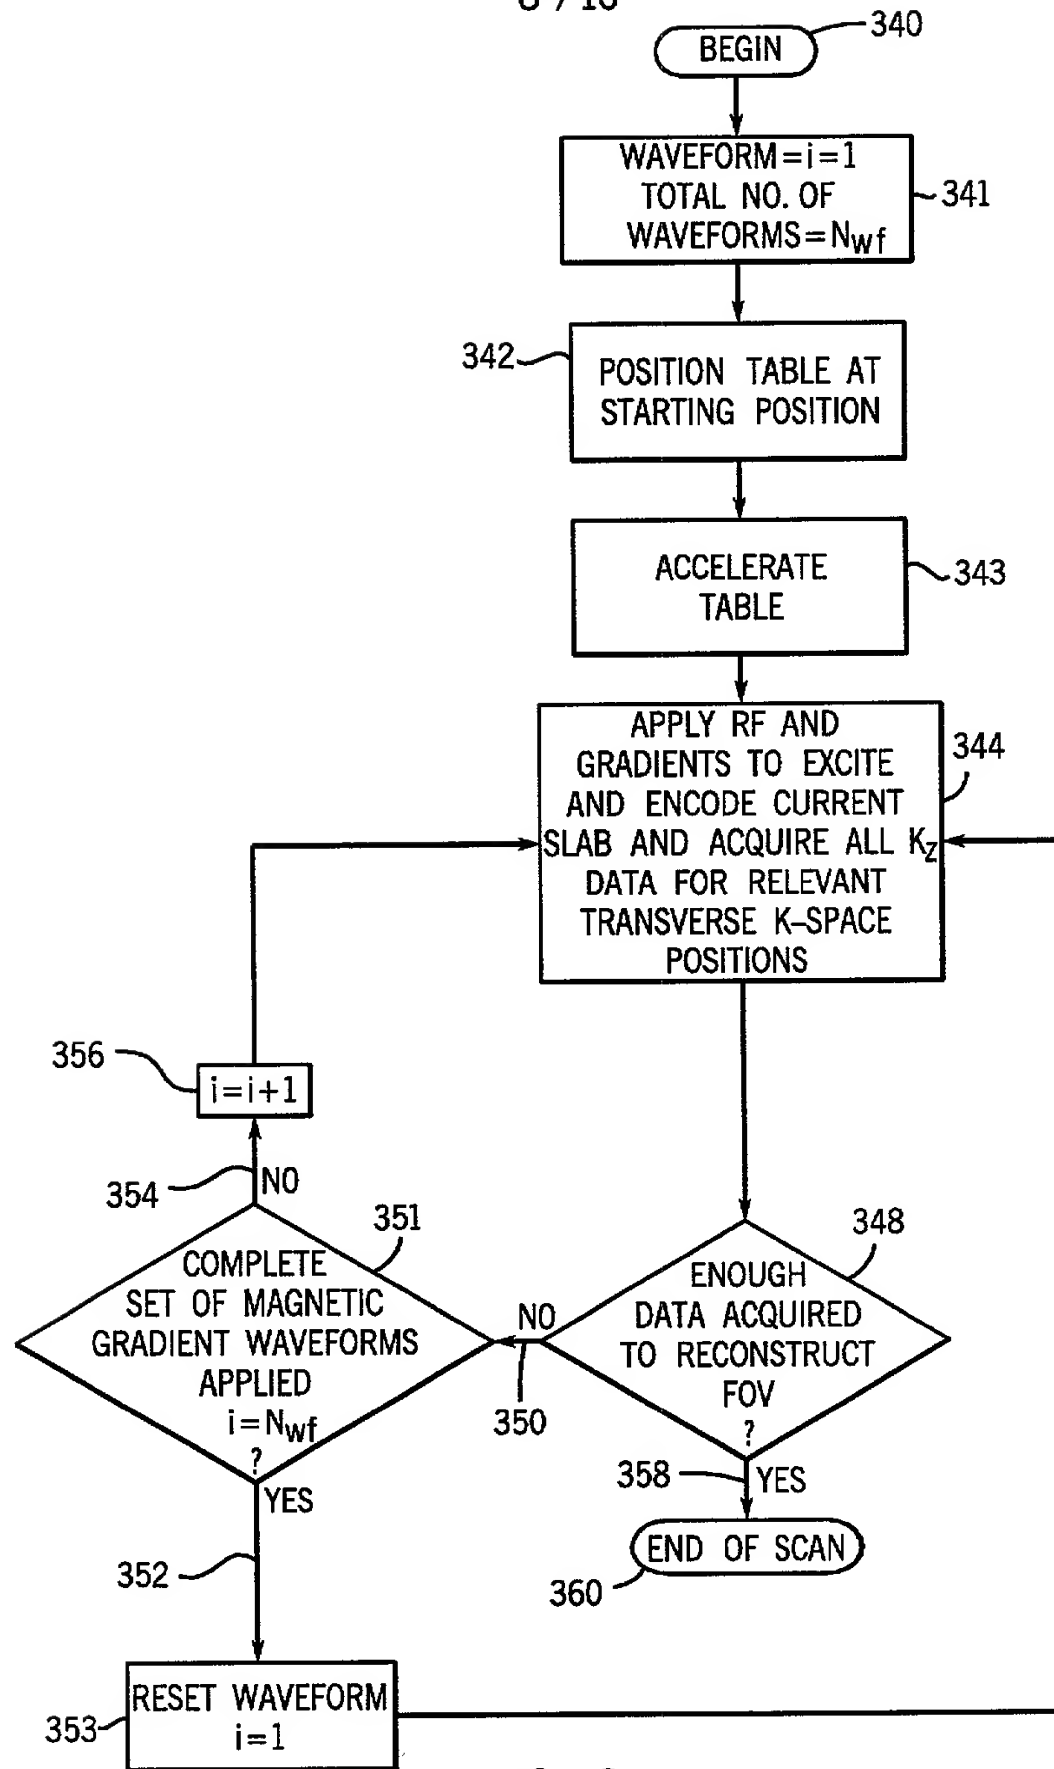 BEGIN
340
WAVEFORM=i=1
TOTAL NO. OF
WAVEFORMS=Nwf
341
342
POSITION TABLE AT
STARTING POSITION
ACCELERATE
TABLE
343
APPLY RF AND
GRADIENTS TO EXCITE
AND ENCODE CURRENT
SLAB AND ACQUIRE ALL KZ
DATA FOR RELEVANT
TRANSVERSE K-SPACE
POSITIONS
344
356
i=i+1
354
NO
351
COMPLETE
SET OF MAGNETIC
GRADIENT WAVEFORMS
APPLIED
i=Nwf
?
YES
348
ENOUGH
DATA ACQUIRED
TO RECONSTRUCT
FOV
?
NO
350
358
YES
END OF SCAN
360
352
RESET WAVEFORM
i=1
353